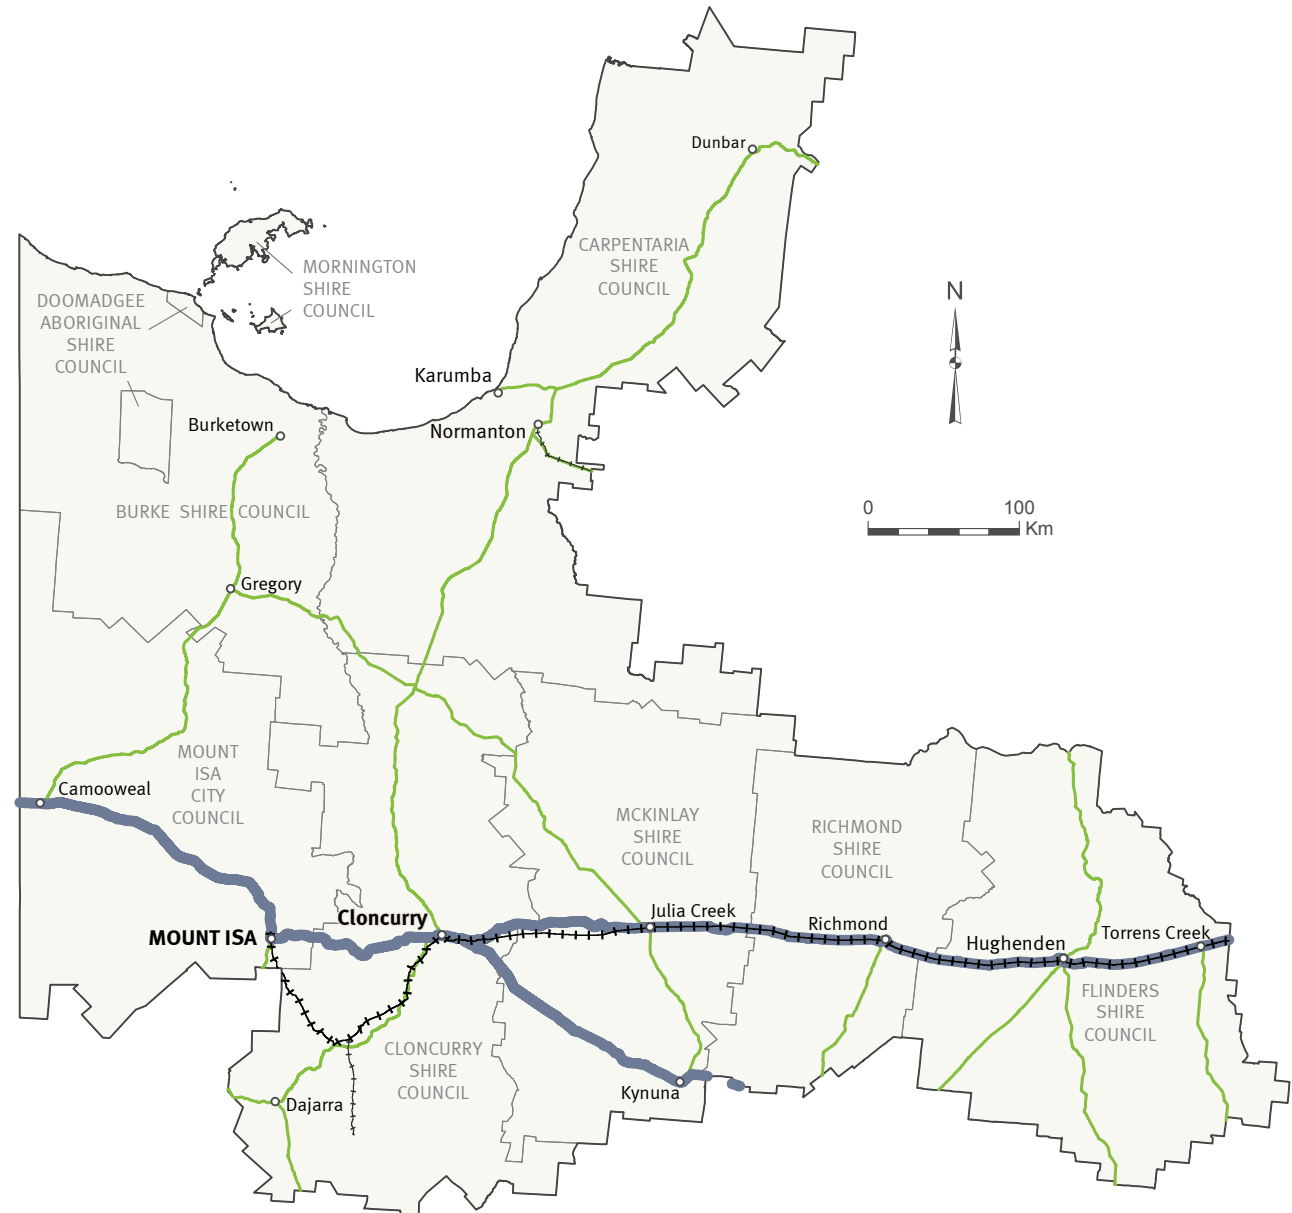 Dunbar
CARPENTARIA
SHIRE
COUNCIL
MORNINGTON
SHIRE
COUNCIL
DOOMADGEE
ABORIGINAL
SHIRE
COUNCIL
N
Karumba
Burketown
Normanton
BURKE SHIRE COUNCIL
0 100
Km
Gregory
MOUNT
ISA
CITY
COUNCIL
Camooweal
MCKINLAY
SHIRE
COUNCIL
RICHMOND
SHIRE
COUNCIL
Cloncurry
Julia Creek
Richmond
MOUNT ISA
Hughenden
Torrens Creek
FLINDERS
SHIRE
COUNCIL
CLONCURRY
SHIRE
COUNCIL
Kynuna
Dajarra